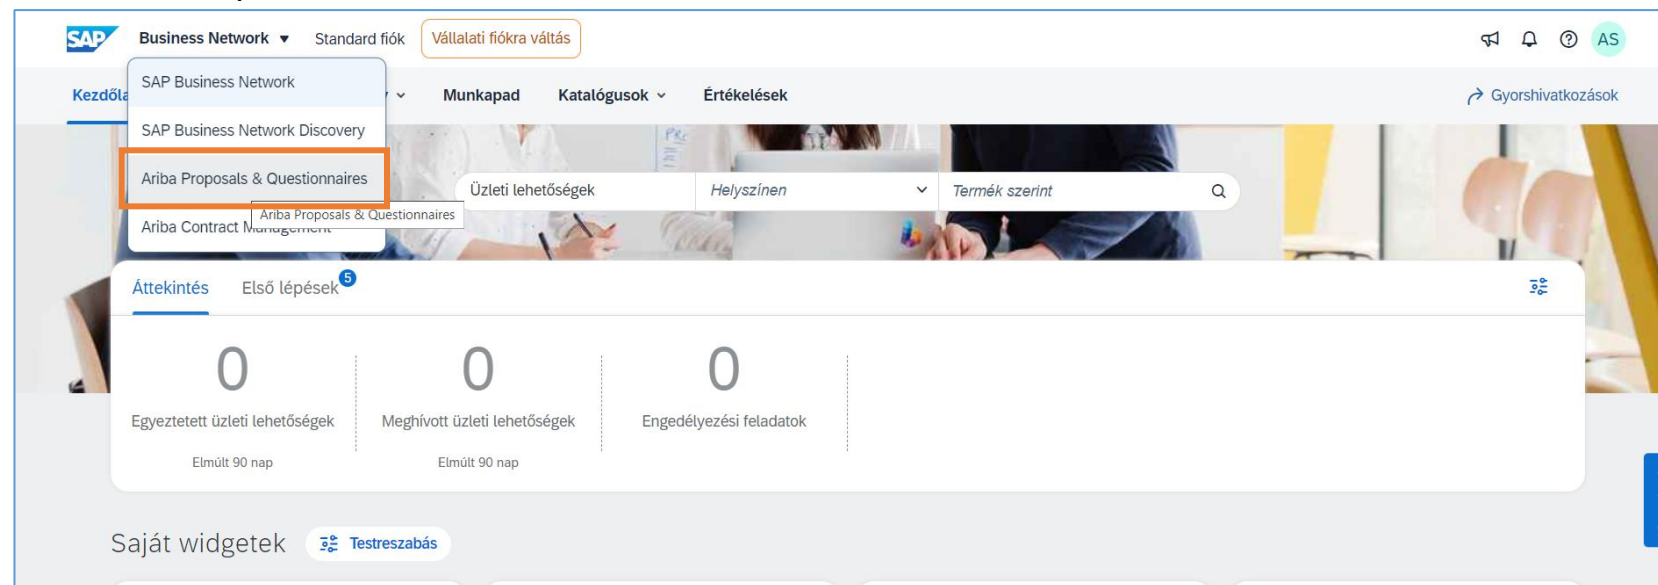 SAP Business Network Standard fiók Vállalati fiókra váltás AS
SAP Business Network
Kezdőla Munkapad Katalógusok Értékelések Gyorshivatkozások
SAP Business Network Discovery
Ariba Proposals & Questionnaires
Üzleti lehetőségek Helyszínen Termék szerint
Ariba Proposals & Questionnaires
Ariba Contract Management
Áttekintés Első lépések 5
0 0 0
Egyeztetett üzleti lehetőségek Meghívott üzleti lehetőségek Engedélyezési feladatok
Elmúlt 90 nap Elmúlt 90 nap
Saját widgetek Testreszabás